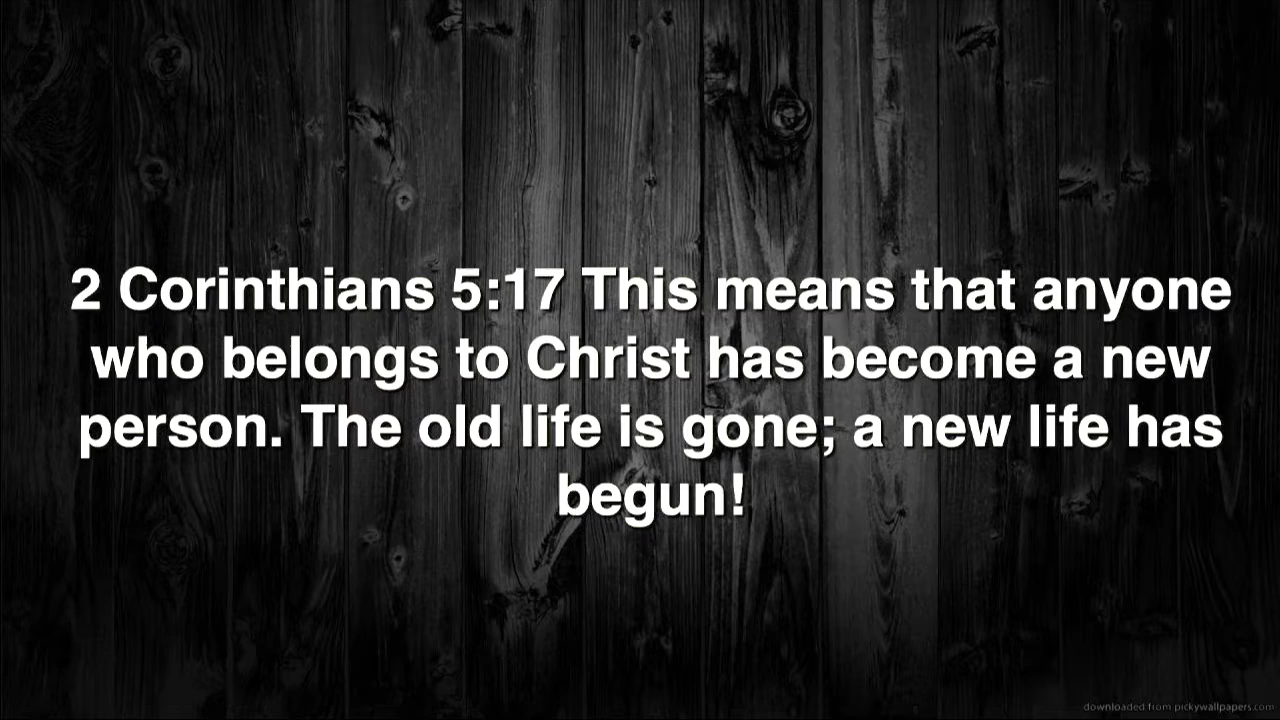 2 Corinthians 5:17 This means that anyone
who belongs to Christ has become a new
person. The old life is gone; a new life has
begun!
downloaded from pickywallpapers.com